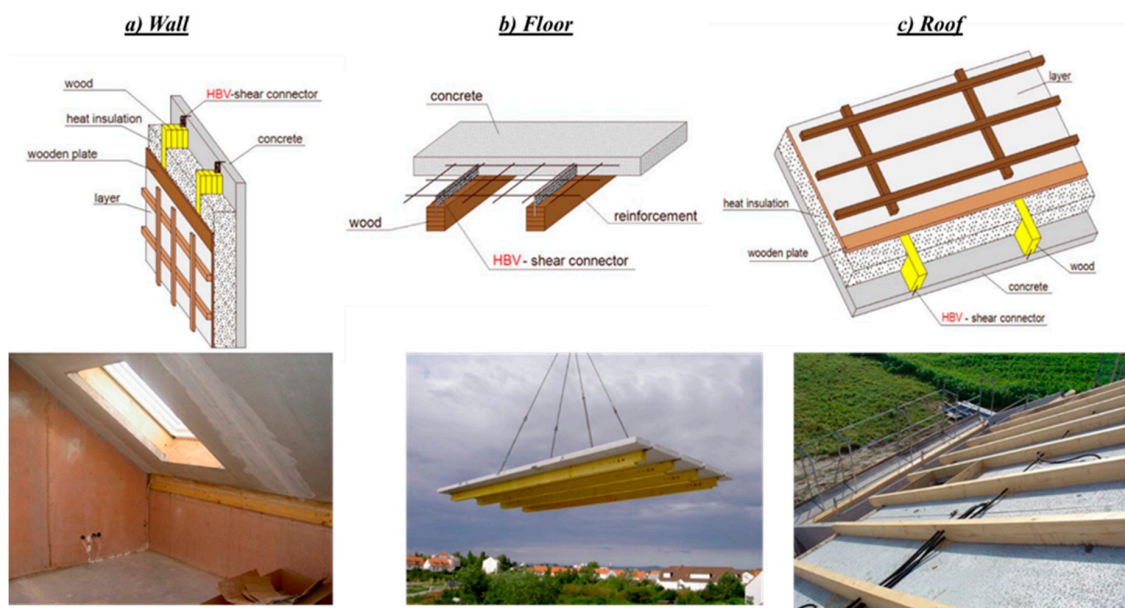 a) Wall
b) Floor
c) Roof
wood
HBV-shear connector
heat insulation
concrete
wooden plate
layer
concrete
wood
reinforcement
HBV - shear connector
layer
heat insulation
wooden plate
wood
concrete
HBV - shear connector